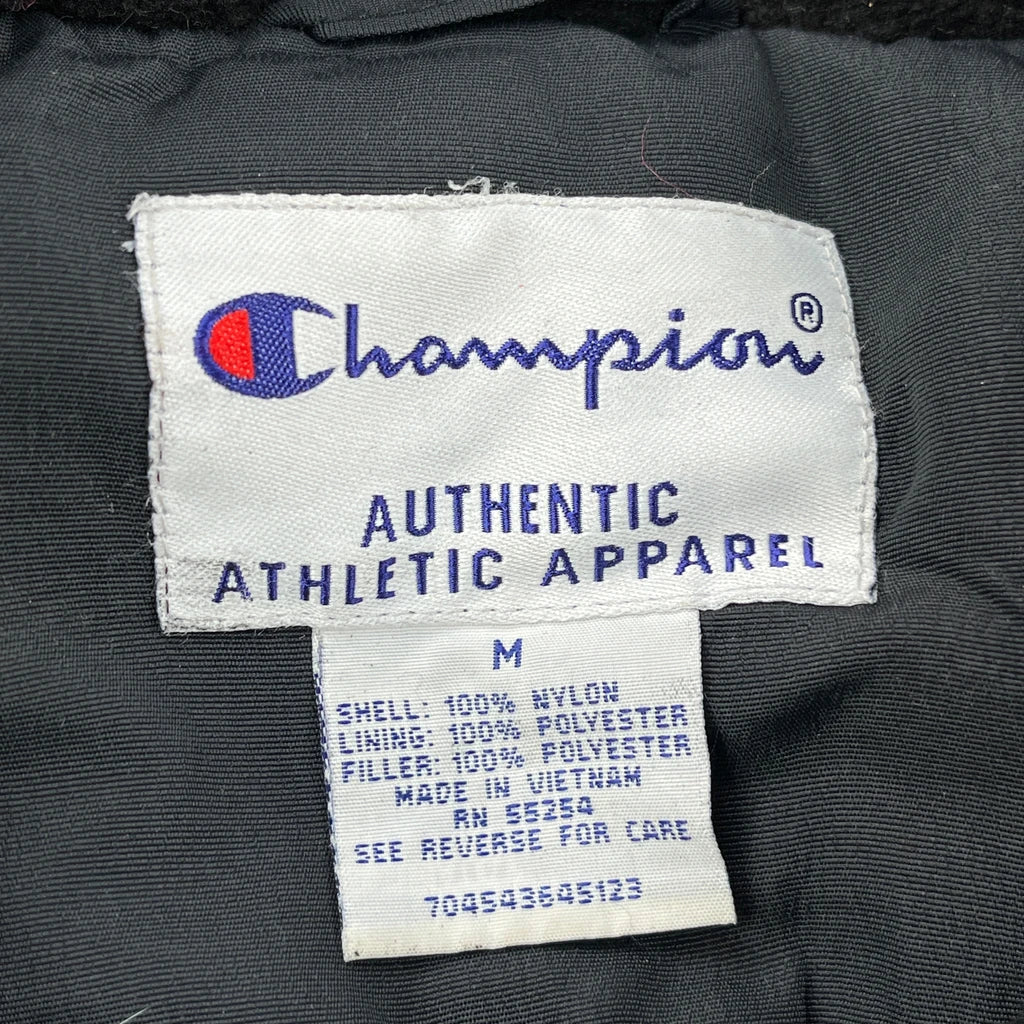 Champion®
AUTHENTIC
ATHLETIC APPAREL
M
SHELL: 100% NYLON
LINING: 100% POLYESTER
FILLER: 100% POLYESTER
MADE IN VIETNAM
RN 55254
SEE REVERSE FOR CARE
704543645123